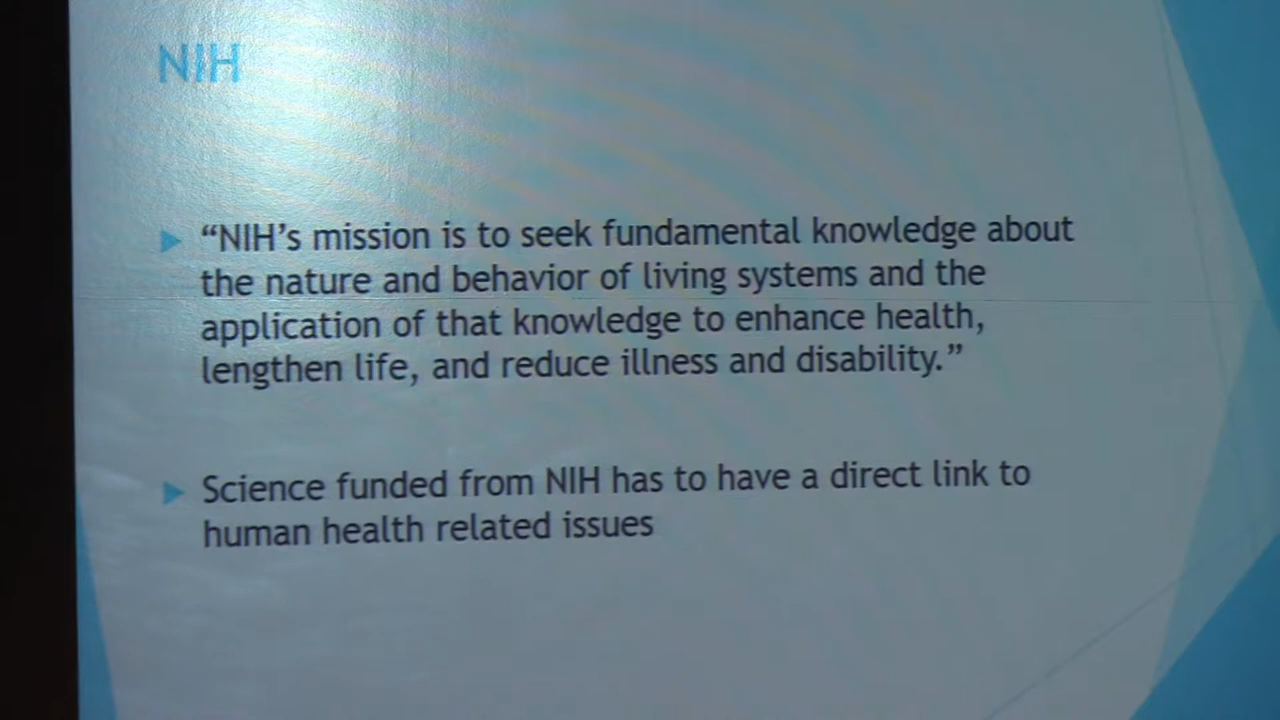 NIH
“NIH’s mission is to seek fundamental knowledge about
the nature and behavior of living systems and the
application of that knowledge to enhance health,
lengthen life, and reduce illness and disability.”
Science funded from NIH has to have a direct link to
human health related issues